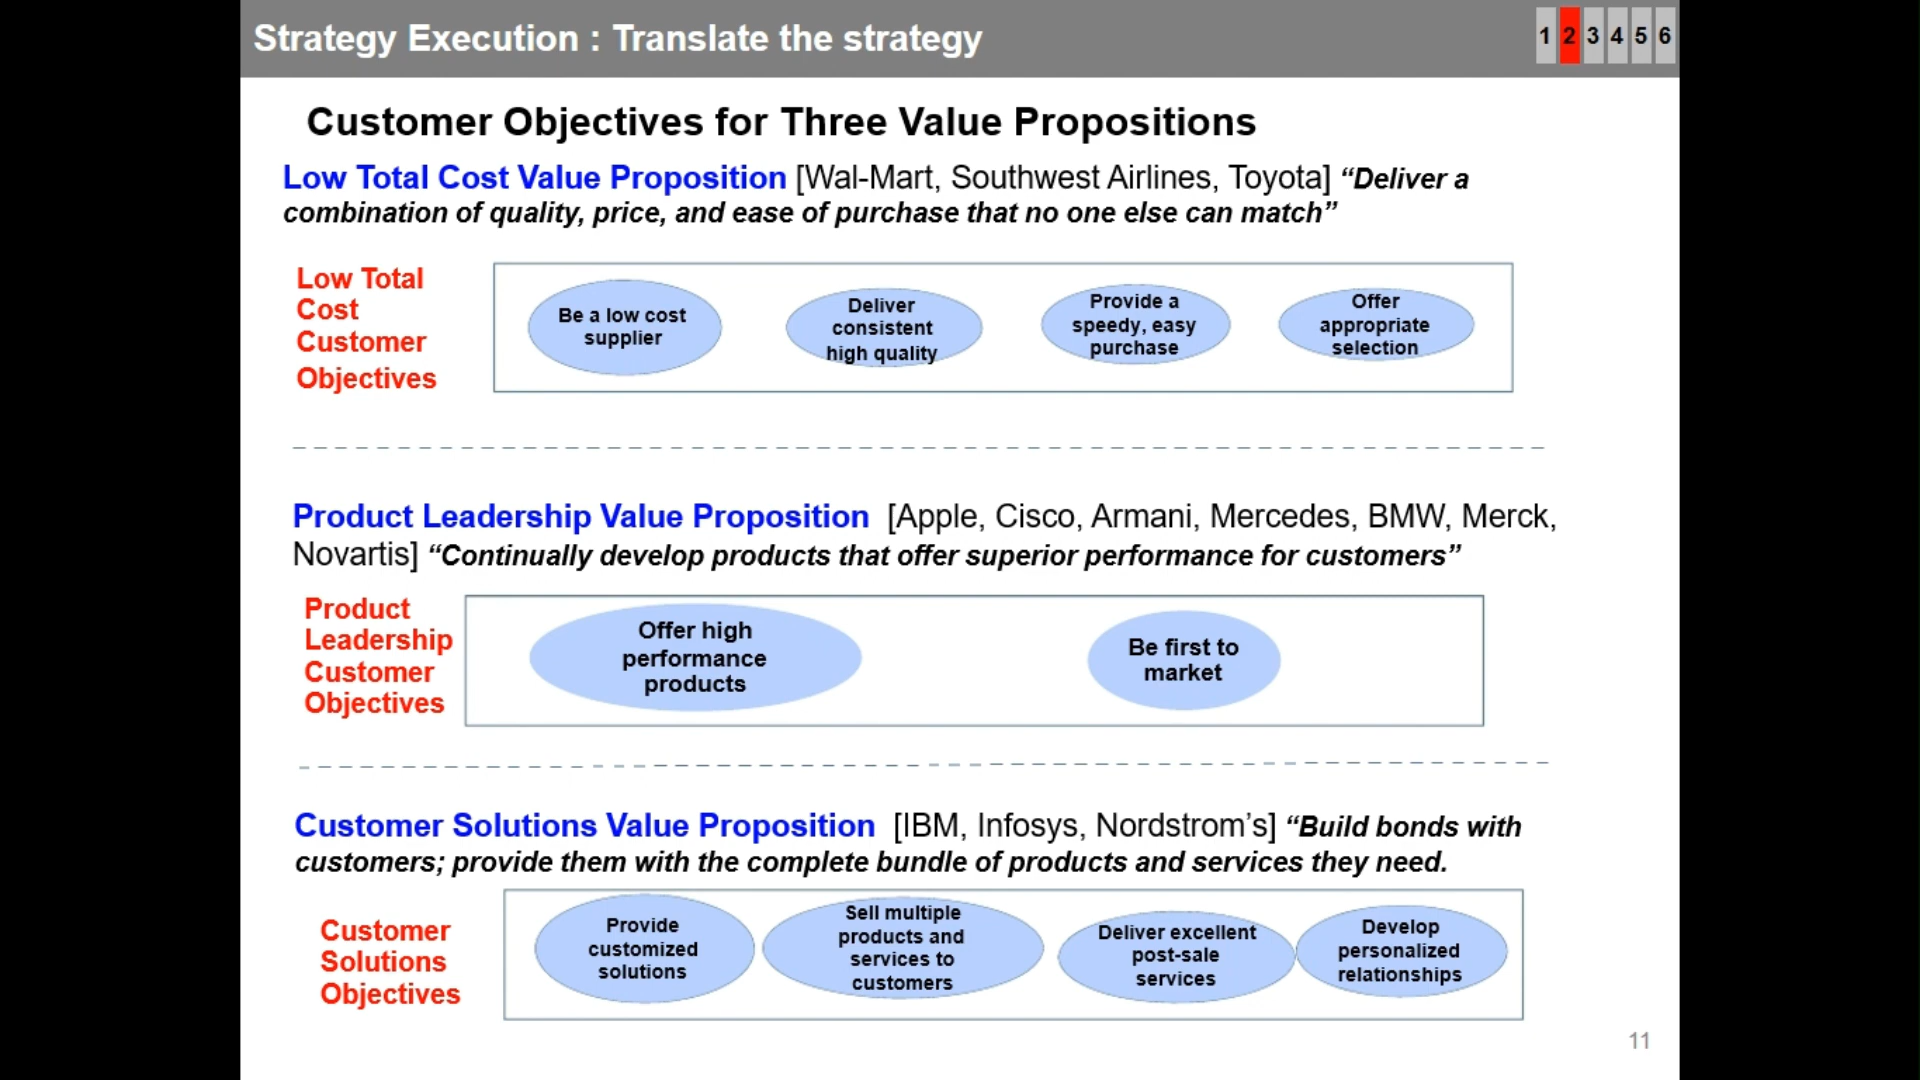 Strategy Execution : Translate the strategy
1 2 3 4 5 6
Customer Objectives for Three Value Propositions
Low Total Cost Value Proposition [Wal-Mart, Southwest Airlines, Toyota] “Deliver a
combination of quality, price, and ease of purchase that no one else can match”
Low Total
Cost
Customer
Objectives
Be a low cost
supplier
Deliver
consistent
high quality
Provide a
speedy, easy
purchase
Offer
appropriate
selection
Product Leadership Value Proposition [Apple, Cisco, Armani, Mercedes, BMW, Merck,
Novartis] “Continually develop products that offer superior performance for customers”
Product
Leadership
Customer
Objectives
Offer high
performance
products
Be first to
market
Customer Solutions Value Proposition [IBM, Infosys, Nordstrom’s] “Build bonds with
customers; provide them with the complete bundle of products and services they need.
Customer
Solutions
Objectives
Provide
customized
solutions
Sell multiple
products and
services to
customers
Deliver excellent
post-sale
services
Develop
personalized
relationships
11